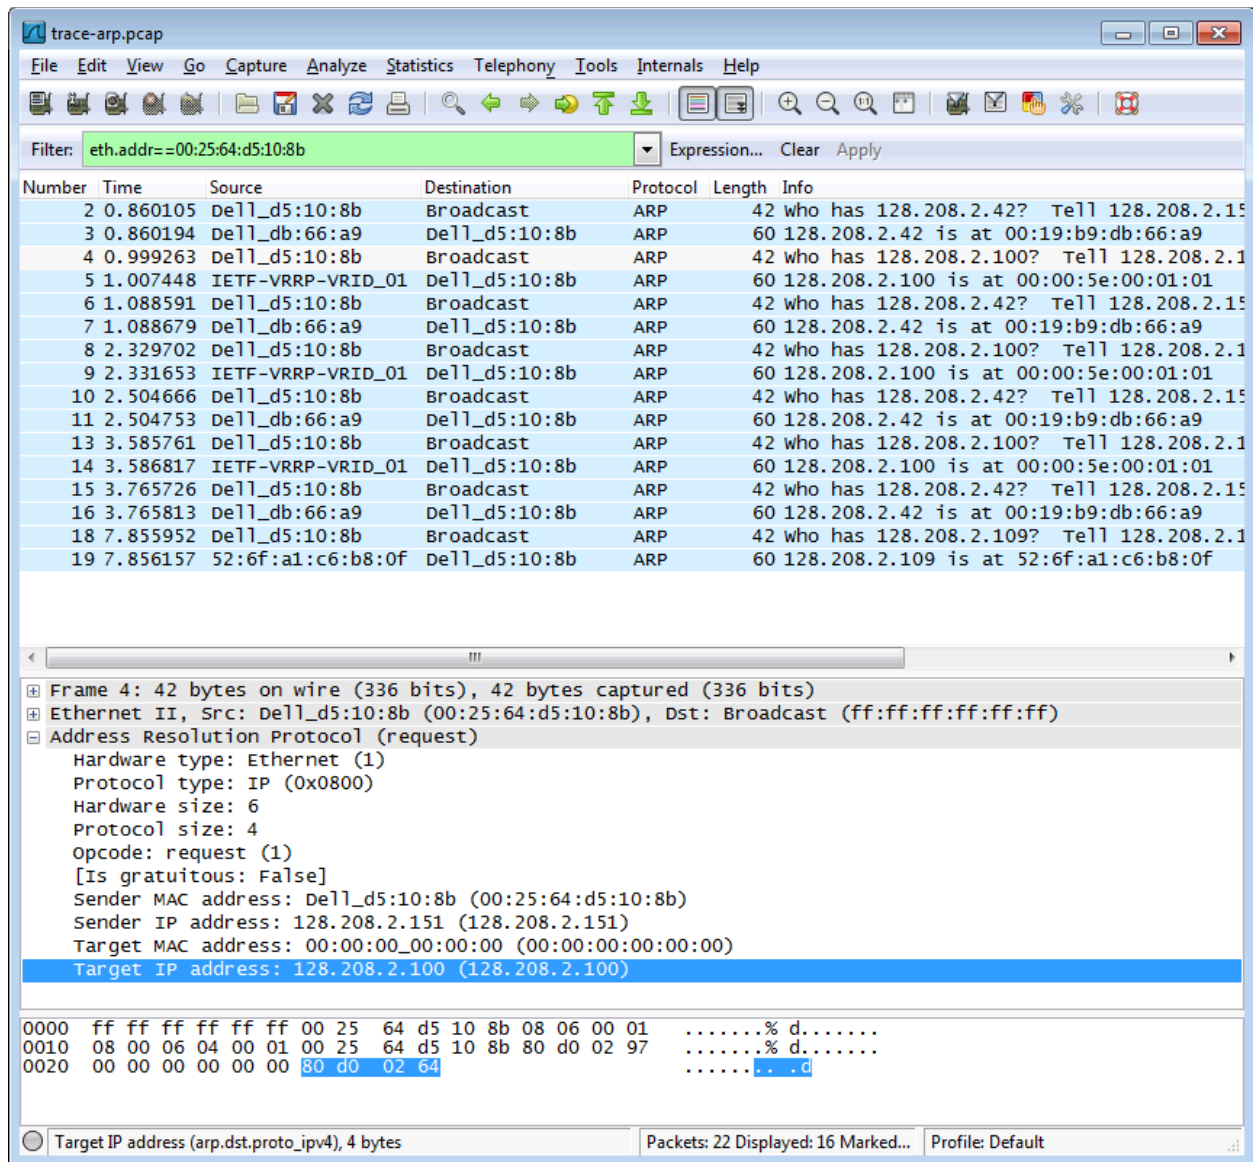 trace-arp.pcap
File Edit View Go Capture Analyze Statistics Telephony Tools Internals Help
Filter: eth.addr==00:25:64:d5:10:8b Expression... Clear Apply
Number Time Source Destination Protocol Length Info
2 0.860105 Dell_d5:10:8b Broadcast ARP 42 Who has 128.208.2.42? Tell 128.208.2.15
3 0.860194 Dell_db:66:a9 Dell_d5:10:8b ARP 60 128.208.2.42 is at 00:19:b9:db:66:a9
4 0.999263 Dell_d5:10:8b Broadcast ARP 42 Who has 128.208.2.100? Tell 128.208.2.1
5 1.007448 IETF-VRRP-VRID_01 Dell_d5:10:8b ARP 60 128.208.2.100 is at 00:00:5e:00:01:01
6 1.088591 Dell_d5:10:8b Broadcast ARP 42 Who has 128.208.2.42? Tell 128.208.2.15
7 1.088679 Dell_db:66:a9 Dell_d5:10:8b ARP 60 128.208.2.42 is at 00:19:b9:db:66:a9
8 2.329702 Dell_d5:10:8b Broadcast ARP 42 Who has 128.208.2.100? Tell 128.208.2.1
9 2.331653 IETF-VRRP-VRID_01 Dell_d5:10:8b ARP 60 128.208.2.100 is at 00:00:5e:00:01:01
10 2.504666 Dell_d5:10:8b Broadcast ARP 42 Who has 128.208.2.42? Tell 128.208.2.15
11 2.504753 Dell_db:66:a9 Dell_d5:10:8b ARP 60 128.208.2.42 is at 00:19:b9:db:66:a9
13 3.585761 Dell_d5:10:8b Broadcast ARP 42 Who has 128.208.2.100? Tell 128.208.2.1
14 3.586817 IETF-VRRP-VRID_01 Dell_d5:10:8b ARP 60 128.208.2.100 is at 00:00:5e:00:01:01
15 3.765726 Dell_d5:10:8b Broadcast ARP 42 Who has 128.208.2.42? Tell 128.208.2.15
16 3.765813 Dell_db:66:a9 Dell_d5:10:8b ARP 60 128.208.2.42 is at 00:19:b9:db:66:a9
18 7.855952 Dell_d5:10:8b Broadcast ARP 42 Who has 128.208.2.109? Tell 128.208.2.1
19 7.856157 52:6f:a1:c6:b8:0f Dell_d5:10:8b ARP 60 128.208.2.109 is at 52:6f:a1:c6:b8:0f
Frame 4: 42 bytes on wire (336 bits), 42 bytes captured (336 bits)
Ethernet II, Src: Dell_d5:10:8b (00:25:64:d5:10:8b), Dst: Broadcast (ff:ff:ff:ff:ff:ff)
Address Resolution Protocol (request)
Hardware type: Ethernet (1)
Protocol type: IP (0x0800)
Hardware size: 6
Protocol size: 4
Opcode: request (1)
[Is gratuitous: False]
Sender MAC address: Dell_d5:10:8b (00:25:64:d5:10:8b)
Sender IP address: 128.208.2.151 (128.208.2.151)
Target MAC address: 00:00:00_00:00:00 (00:00:00:00:00:00)
Target IP address: 128.208.2.100 (128.208.2.100)
0000 ff ff ff ff ff ff 00 25 64 d5 10 8b 08 06 00 01 .......% d.......
0010 08 00 06 04 00 01 00 25 64 d5 10 8b 80 d0 02 97 .......% d.......
0020 00 00 00 00 00 00 80 d0 02 64 ........ .d
Target IP address (arp.dst.proto_ipv4), 4 bytes Packets: 22 Displayed: 16 Marked... Profile: Default